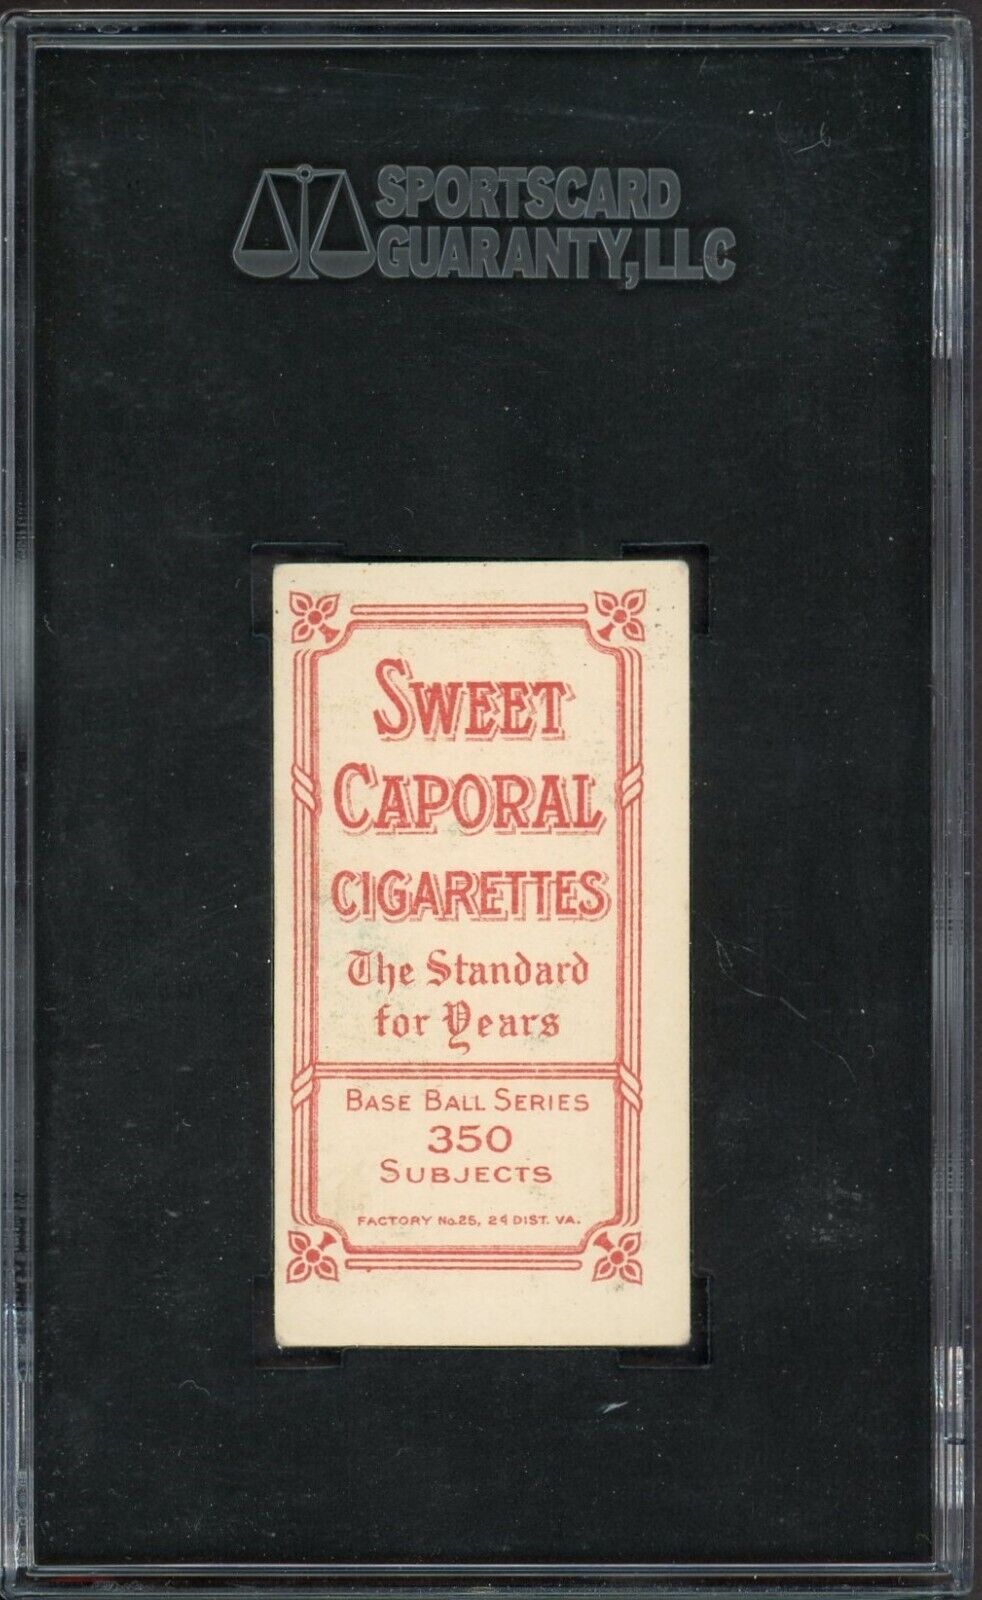 SPORTSCARD
GUARANTY, LLC
SWEET
CAPORAL
CIGARETTES
The Standard
for Years
BASE BALL SERIES
350
SUBJECTS
FACTORY No. 25, 2d DIST. VA.